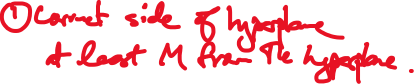 ① Correct side of hyperplane
at least M from the hyperplane.